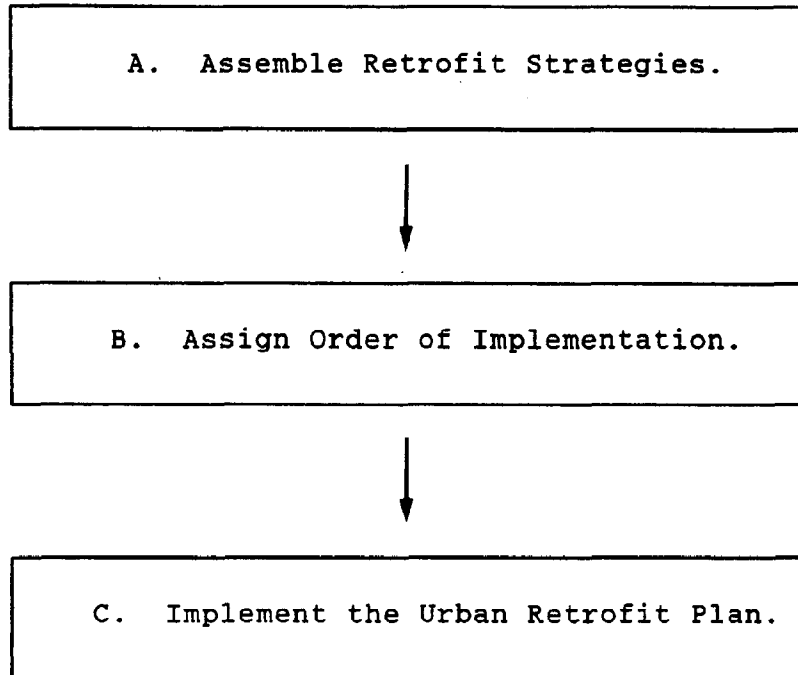 A. Assemble Retrofit Strategies.
B. Assign Order of Implementation.
C. Implement the Urban Retrofit Plan.